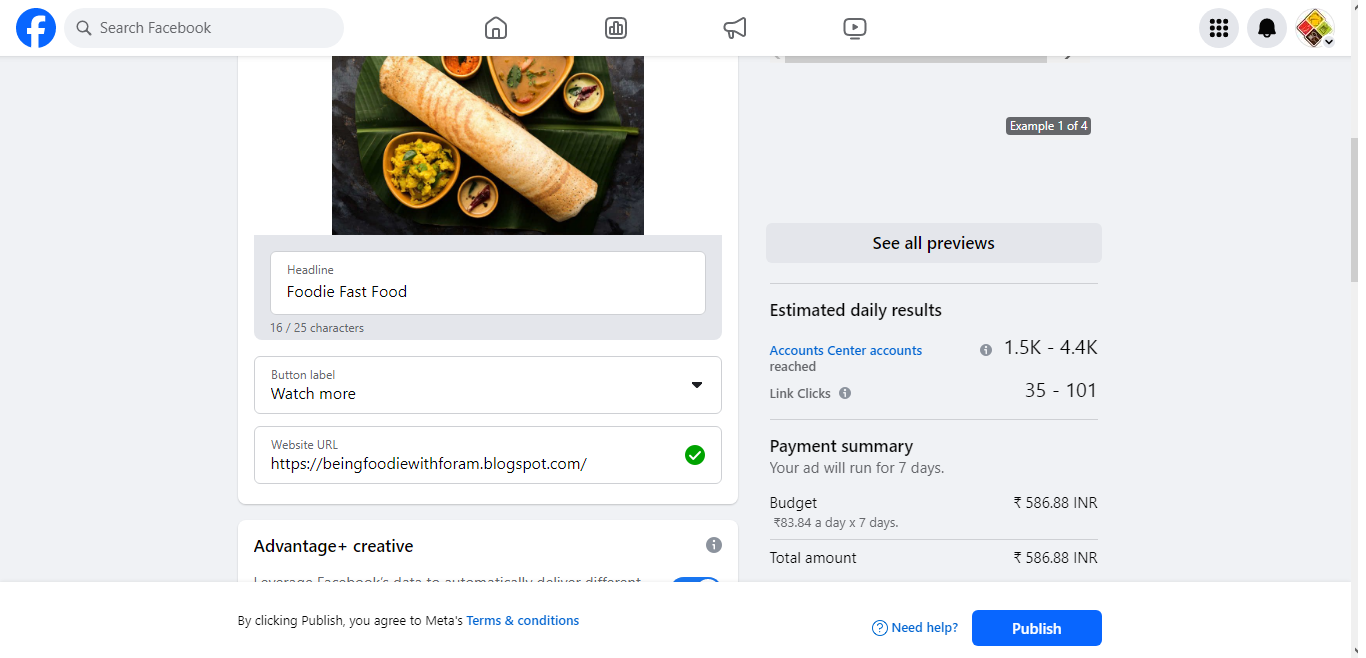 Search Facebook
Example 1 of 4
Headline
Foodie Fast Food
16 / 25 characters
Button label
Watch more
Website URL
https://beingfoodiewithforam.blogspot.com/
Advantage+ creative
Leverage Facebook's data to automatically deliver different
See all previews
Estimated daily results
Accounts Center accounts reached
1.5K - 4.4K
Link Clicks
35 - 101
Payment summary
Your ad will run for 7 days.
Budget
₹ 586.88 INR
₹83.84 a day x 7 days.
Total amount
₹ 586.88 INR
By clicking Publish, you agree to Meta's Terms & conditions
Need help?
Publish